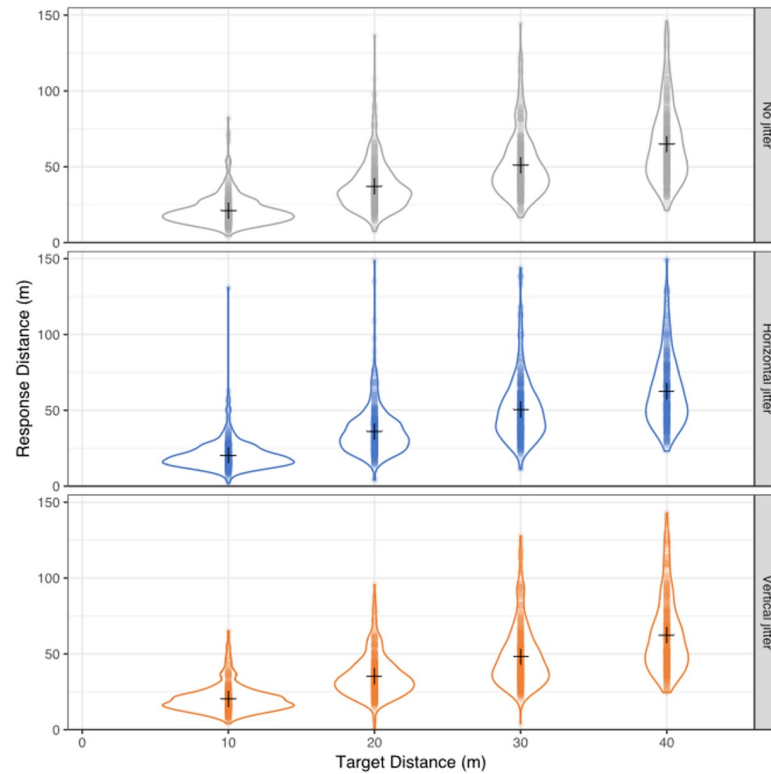 150
100
50
0
No jitter
150
100
50
0
Horizontal jitter
150
100
50
0
Vertical jitter
Response Distance (m)
0 10 20 30 40
Target Distance (m)